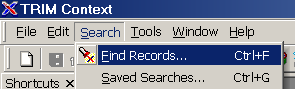 TRIM Context
File Edit Search Tools Window Help
Find Records... Ctrl+F
Saved Searches... Ctrl+G
Shortcuts